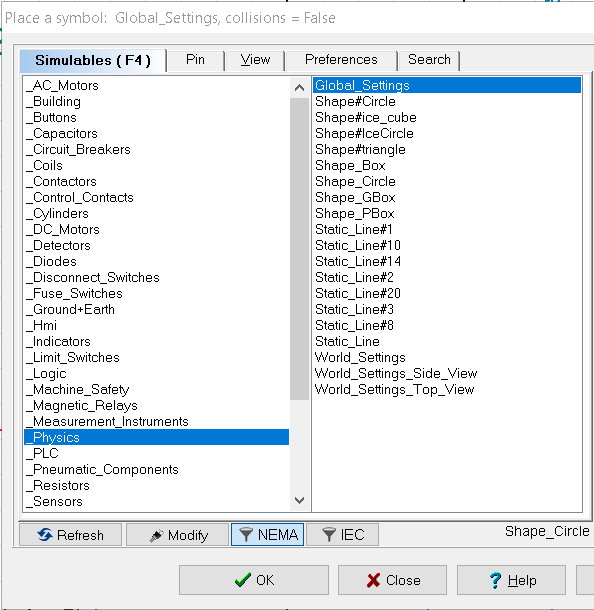 Place a symbol:  Global_Settings, collisions = False
Simulables ( F4 )
Pin
View
Preferences
Search
_AC_Motors
_Building
_Buttons
_Capacitors
_Circuit_Breakers
_Coils
_Contactors
_Control_Contacts
_Cylinders
_DC_Motors
_Detectors
_Diodes
_Disconnect_Switches
_Fuse_Switches
_Ground+Earth
_Hmi
_Indicators
_Limit_Switches
_Logic
_Machine_Safety
_Magnetic_Relays
_Measurement_Instruments
_Physics
_PLC
_Pneumatic_Components
_Resistors
_Sensors
Global_Settings
Shape#Circle
Shape#ice_cube
Shape#IceCircle
Shape#triangle
Shape_Box
Shape_Circle
Shape_GBox
Shape_PBox
Static_Line#1
Static_Line#10
Static_Line#14
Static_Line#2
Static_Line#20
Static_Line#3
Static_Line#8
Static_Line
World_Settings
World_Settings_Side_View
World_Settings_Top_View
Refresh
Modify
NEMA
IEC
Shape_Circle
OK
Close
Help